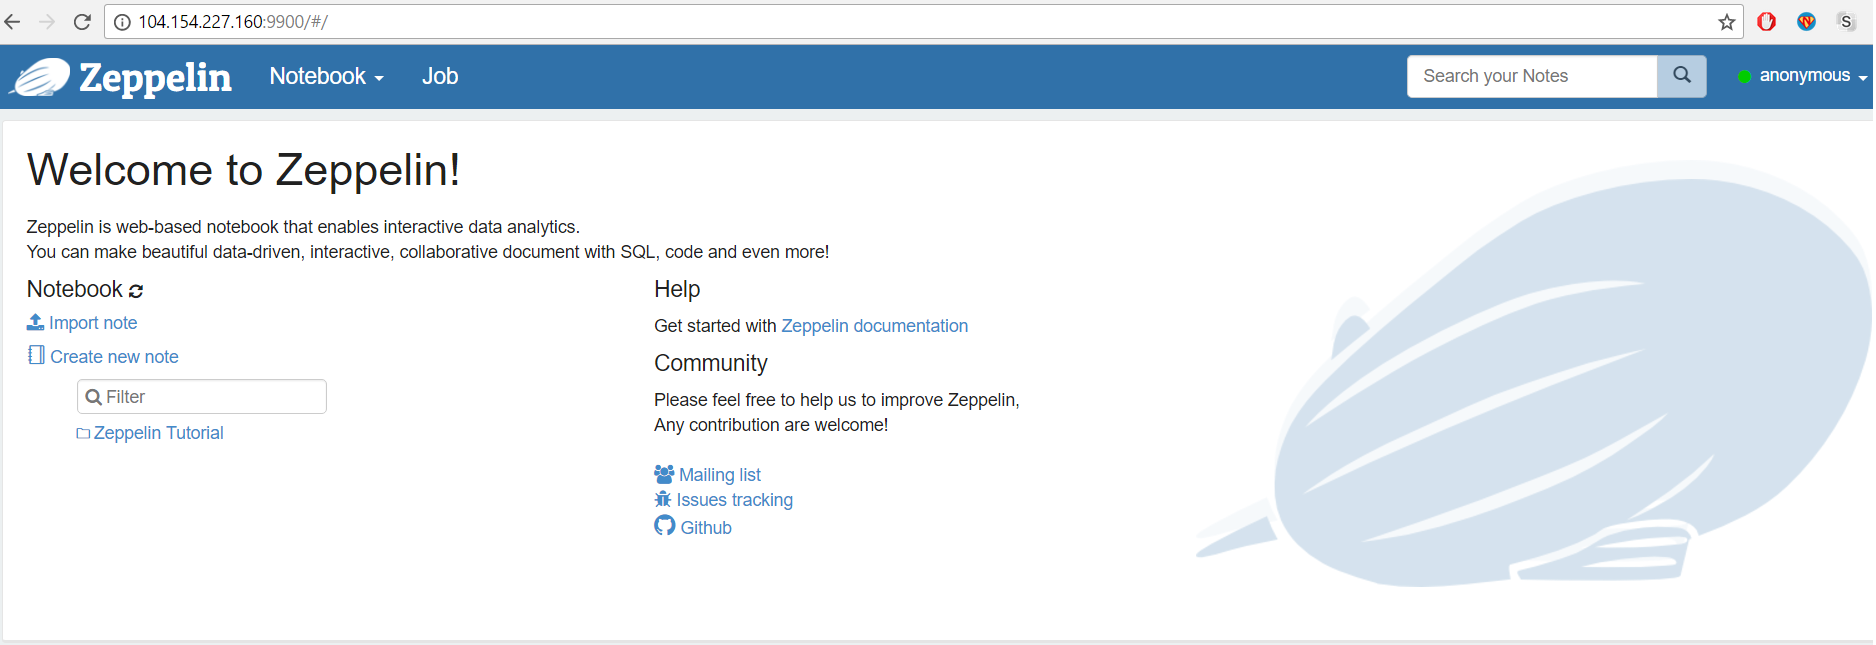 104.154.227.160:9900/#/
Zeppelin Notebook Job Search your Notes anonymous
Welcome to Zeppelin!
Zeppelin is web-based notebook that enables interactive data analytics.
You can make beautiful data-driven, interactive, collaborative document with SQL, code and even more!
Notebook
Import note
Create new note
Filter
Zeppelin Tutorial
Help
Get started with Zeppelin documentation
Community
Please feel free to help us to improve Zeppelin,
Any contribution are welcome!
Mailing list
Issues tracking
Github